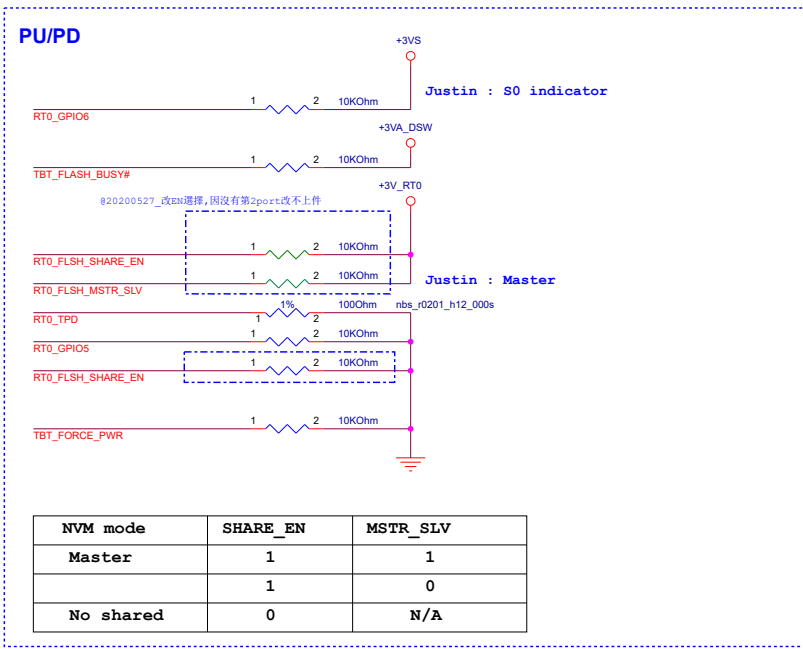 PU/PD
+3VS
Justin : S0 indicator
1 2 10KOhm
RT0_GPIO6
+3VA_DSW
1 2 10KOhm
TBT_FLASH_BUSY#
+3V_RT0
@20200527_改EN選擇,因沒有第2port改不上件
1 2 10KOhm
RT0_FLSH_SHARE_EN
1 2 10KOhm
Justin : Master
RT0_FLSH_MSTR_SLV
1% 100Ohm nbs_r0201_h12_000s
RT0_TPD 1 2
1 2 10KOhm
RT0_GPIO5
1 2 10KOhm
RT0_FLSH_SHARE_EN
1 2 10KOhm
TBT_FORCE_PWR
NVM mode SHARE_EN MSTR_SLV
Master 1 1
1 0
No shared 0 N/A